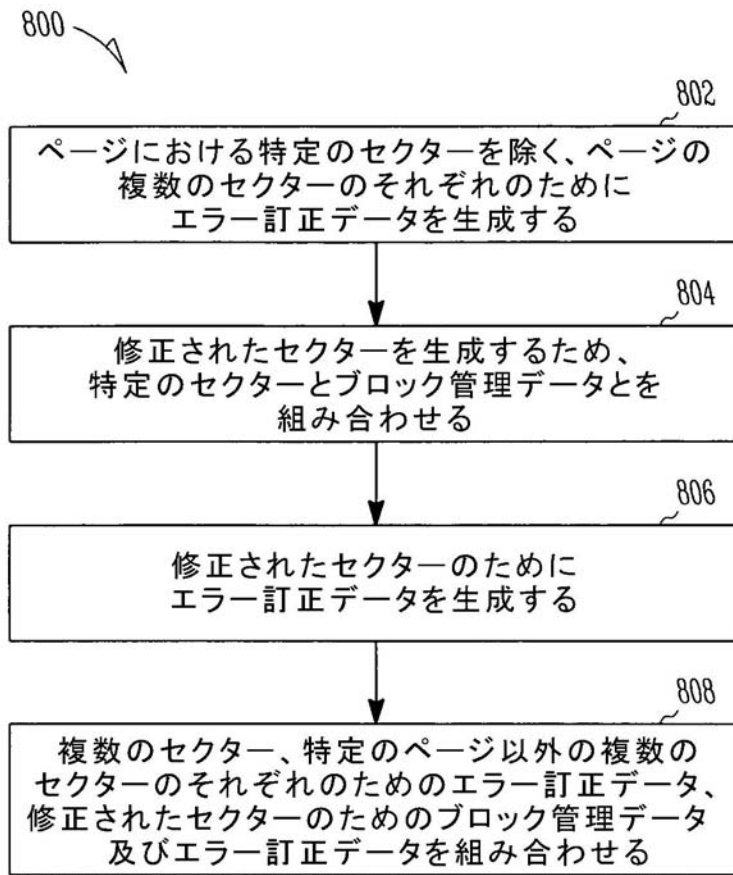 800
802
ページにおける特定のセクターを除く、ページの
複数のセクターのそれぞれのために
エラー訂正データを生成する
804
修正されたセクターを生成するため、
特定のセクターとブロック管理データとを
組み合わせる
806
修正されたセクターのために
エラー訂正データを生成する
808
複数のセクター、特定のページ以外の複数の
セクターのそれぞれのためのエラー訂正データ、
修正されたセクターのためのブロック管理データ
及びエラー訂正データを組み合わせる